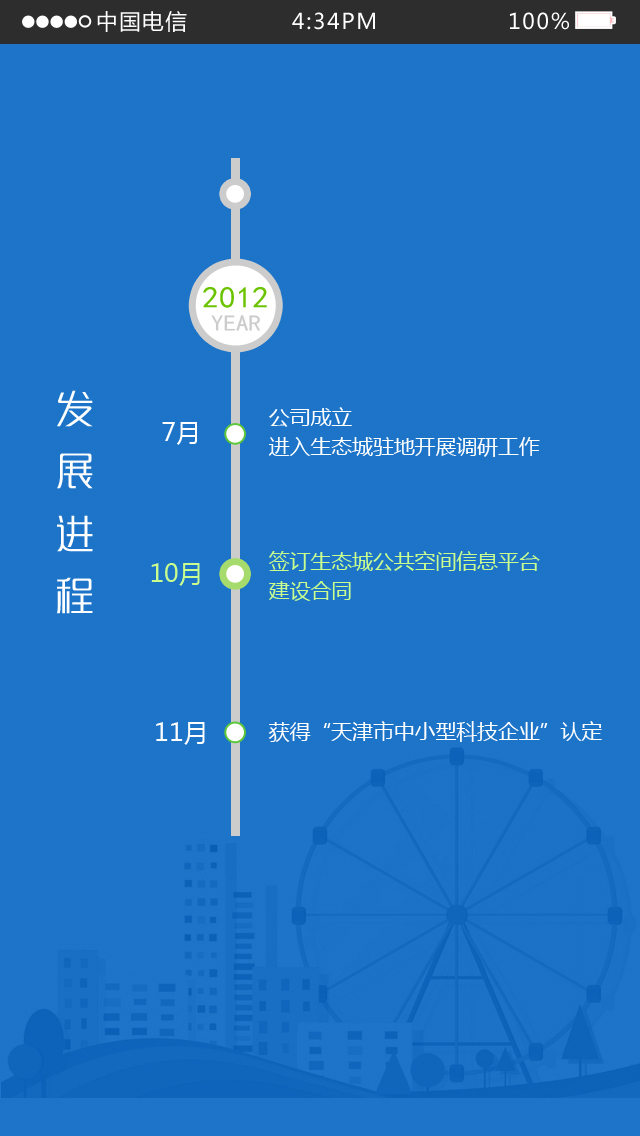 中国电信 4:34PM 100%
2012
YEAR
发展进程
7月
公司成立
进入生态城驻地开展调研工作
10月
签订生态城公共空间信息平台
建设合同
11月
获得“天津市中小型科技企业”认定